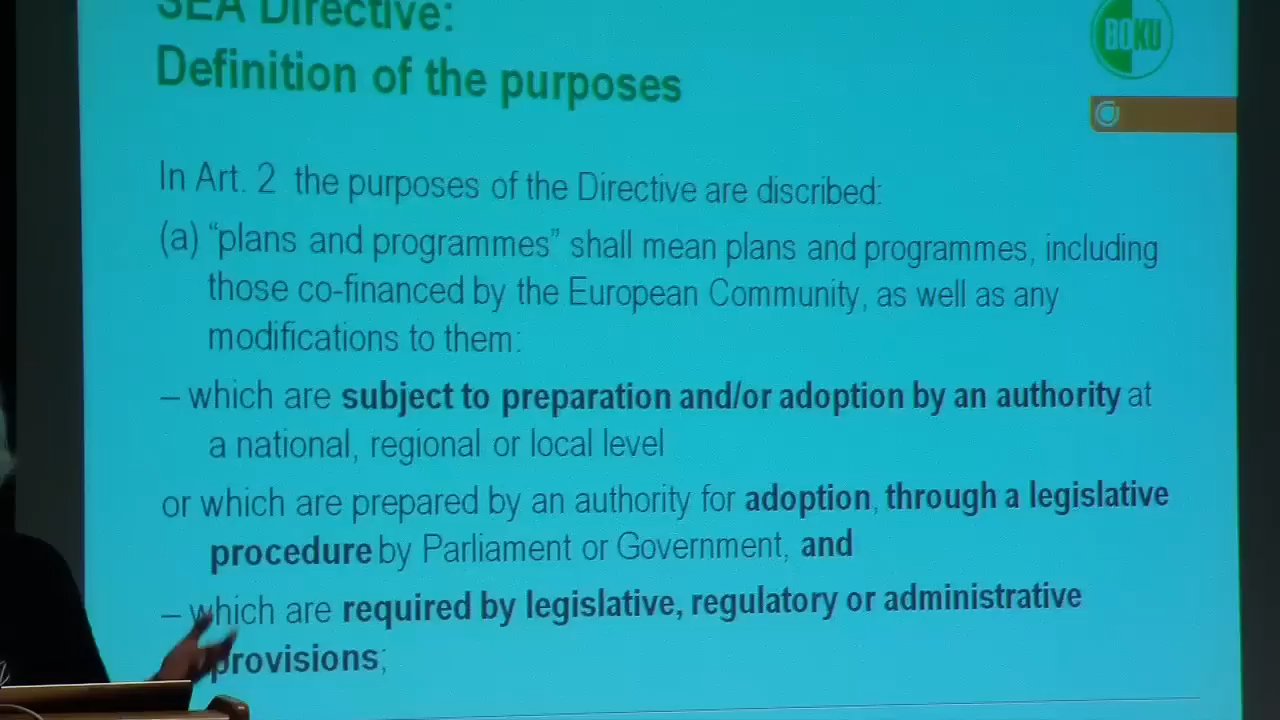 SEA Directive:
Definition of the purposes
BOKU
In Art. 2 the purposes of the Directive are discribed:
(a) “plans and programmes” shall mean plans and programmes, including
those co-financed by the European Community, as well as any
modifications to them:
– which are subject to preparation and/or adoption by an authority at
a national, regional or local level
or which are prepared by an authority for adoption, through a legislative
procedure by Parliament or Government, and
– which are required by legislative, regulatory or administrative
provisions;